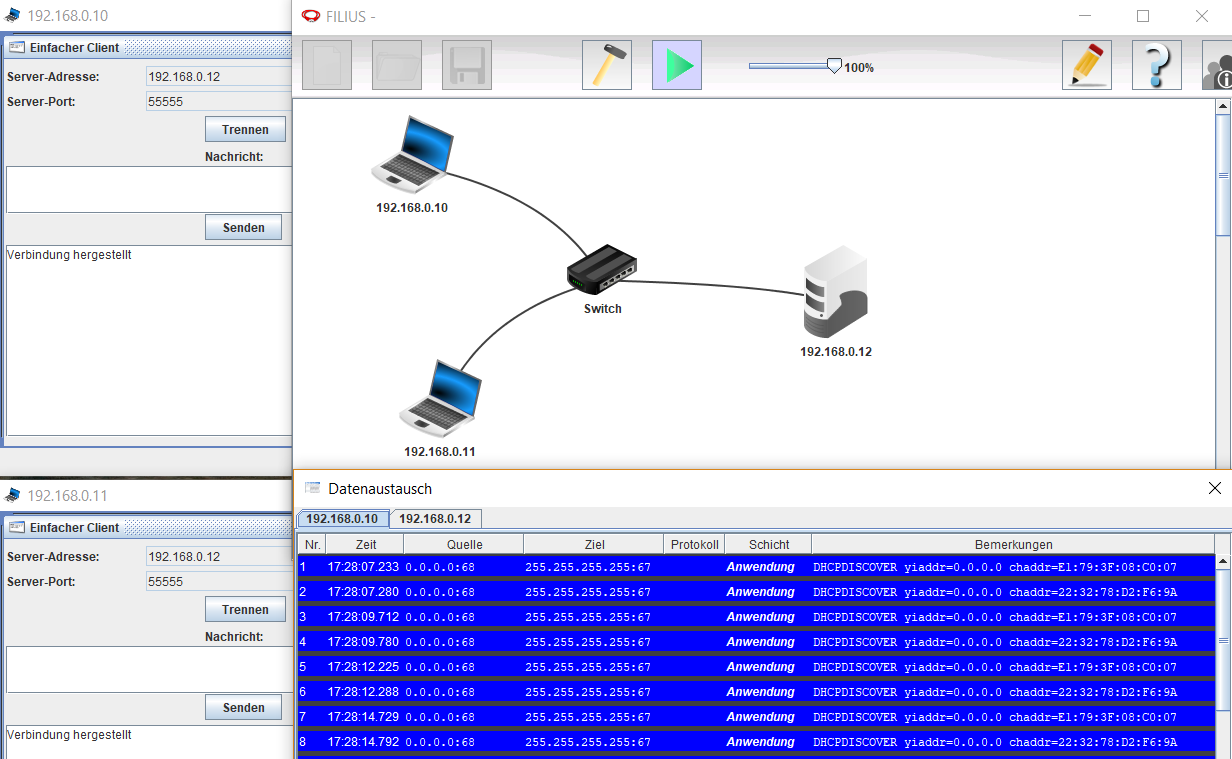 192.168.0.10
Einfacher Client
Server-Adresse: 192.168.0.12
Server-Port: 55555
Trennen
Nachricht:
Senden
Verbindung hergestellt
192.168.0.11
Einfacher Client
Server-Adresse: 192.168.0.12
Server-Port: 55555
Trennen
Nachricht:
Senden
Verbindung hergestellt
FILIUS -
100%
192.168.0.10
Switch
192.168.0.12
192.168.0.11
Datenaustausch
192.168.0.10 192.168.0.12
Nr. Zeit Quelle Ziel Protokoll Schicht Bemerkungen
1 17:28:07.233 0.0.0.0:68 255.255.255.255:67 Anwendung DHCPDISCOVER yiaddr=0.0.0.0 chaddr=E1:79:3F:08:C0:07
2 17:28:07.280 0.0.0.0:68 255.255.255.255:67 Anwendung DHCPDISCOVER yiaddr=0.0.0.0 chaddr=22:32:78:D2:F6:9A
3 17:28:09.712 0.0.0.0:68 255.255.255.255:67 Anwendung DHCPDISCOVER yiaddr=0.0.0.0 chaddr=E1:79:3F:08:C0:07
4 17:28:09.780 0.0.0.0:68 255.255.255.255:67 Anwendung DHCPDISCOVER yiaddr=0.0.0.0 chaddr=22:32:78:D2:F6:9A
5 17:28:12.225 0.0.0.0:68 255.255.255.255:67 Anwendung DHCPDISCOVER yiaddr=0.0.0.0 chaddr=E1:79:3F:08:C0:07
6 17:28:12.288 0.0.0.0:68 255.255.255.255:67 Anwendung DHCPDISCOVER yiaddr=0.0.0.0 chaddr=22:32:78:D2:F6:9A
7 17:28:14.729 0.0.0.0:68 255.255.255.255:67 Anwendung DHCPDISCOVER yiaddr=0.0.0.0 chaddr=E1:79:3F:08:C0:07
8 17:28:14.792 0.0.0.0:68 255.255.255.255:67 Anwendung DHCPDISCOVER yiaddr=0.0.0.0 chaddr=22:32:78:D2:F6:9A